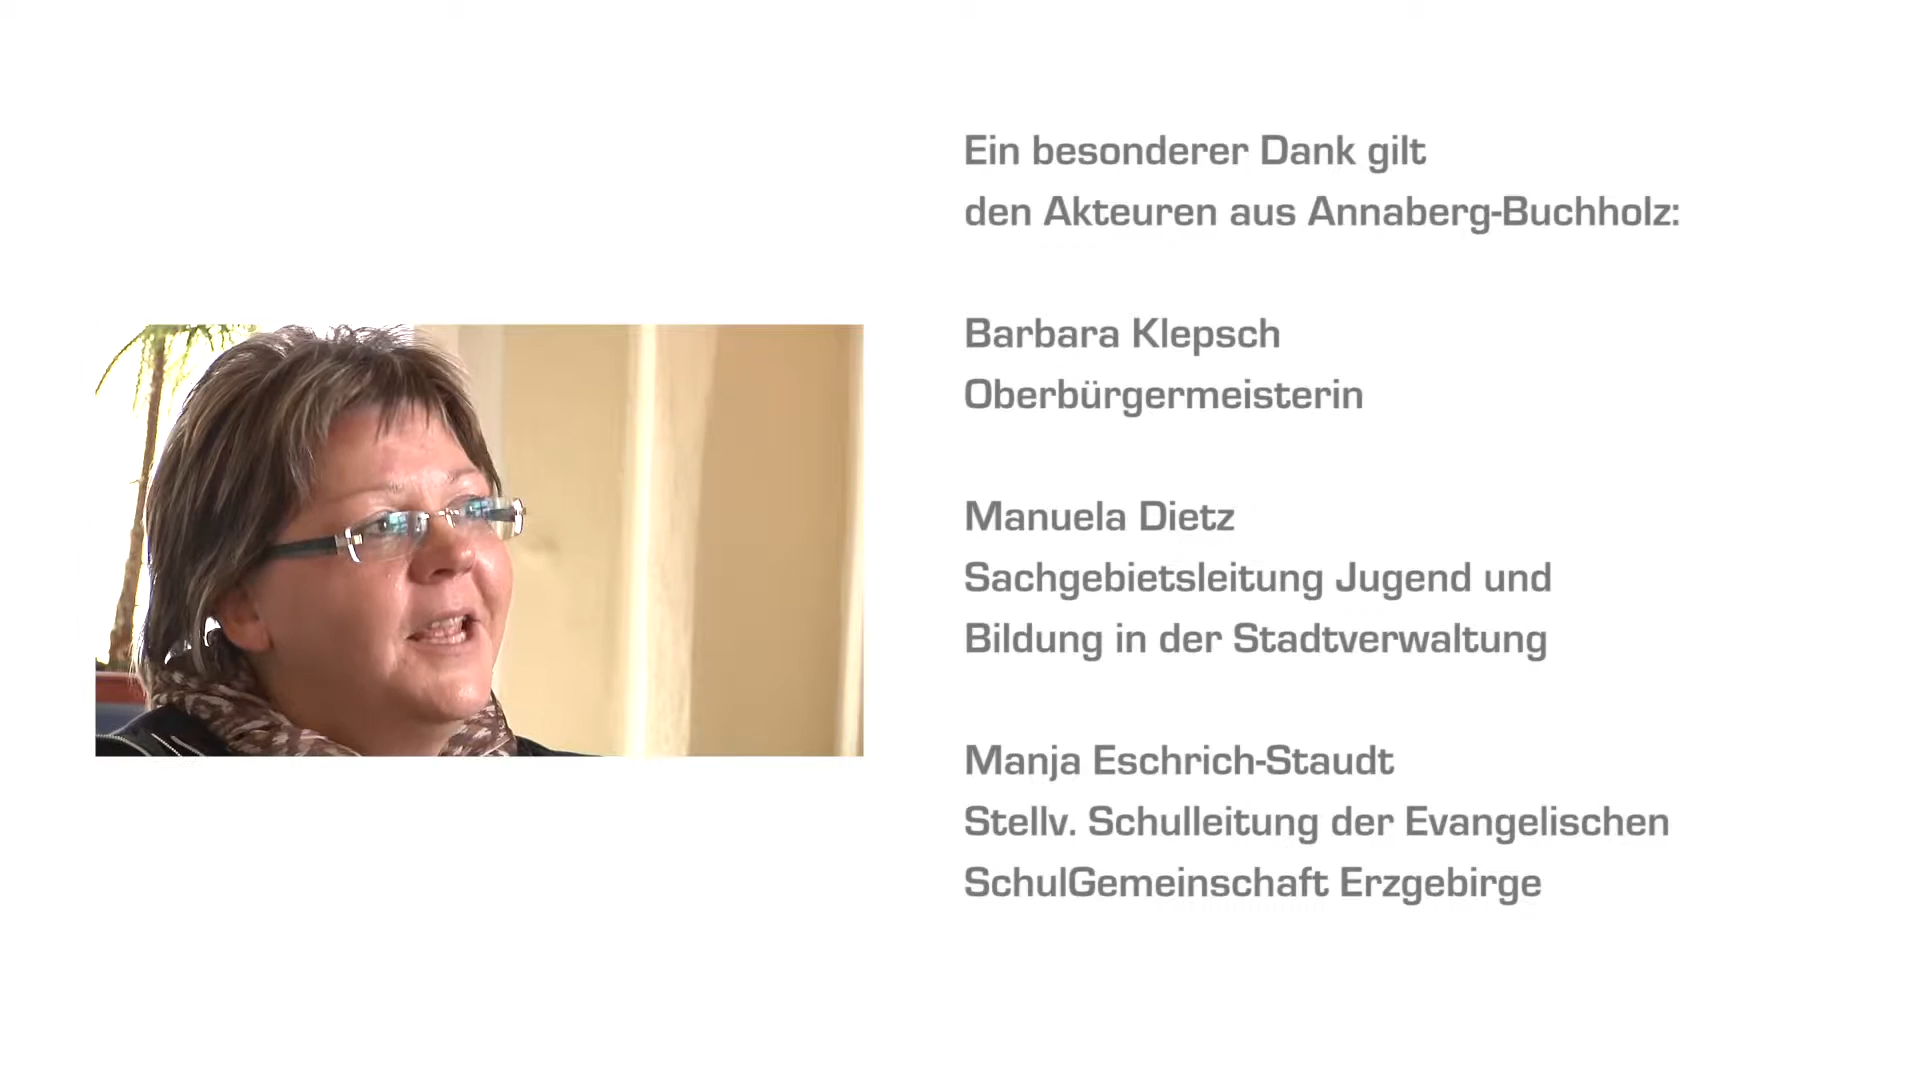 Ein besonderer Dank gilt
den Akteuren aus Annaberg-Buchholz:
Barbara Klepsch
Oberbürgermeisterin
Manuela Dietz
Sachgebietsleitung Jugend und
Bildung in der Stadtverwaltung
Manja Eschrich-Staudt
Stellv. Schulleitung der Evangelischen
SchulGemeinschaft Erzgebirge